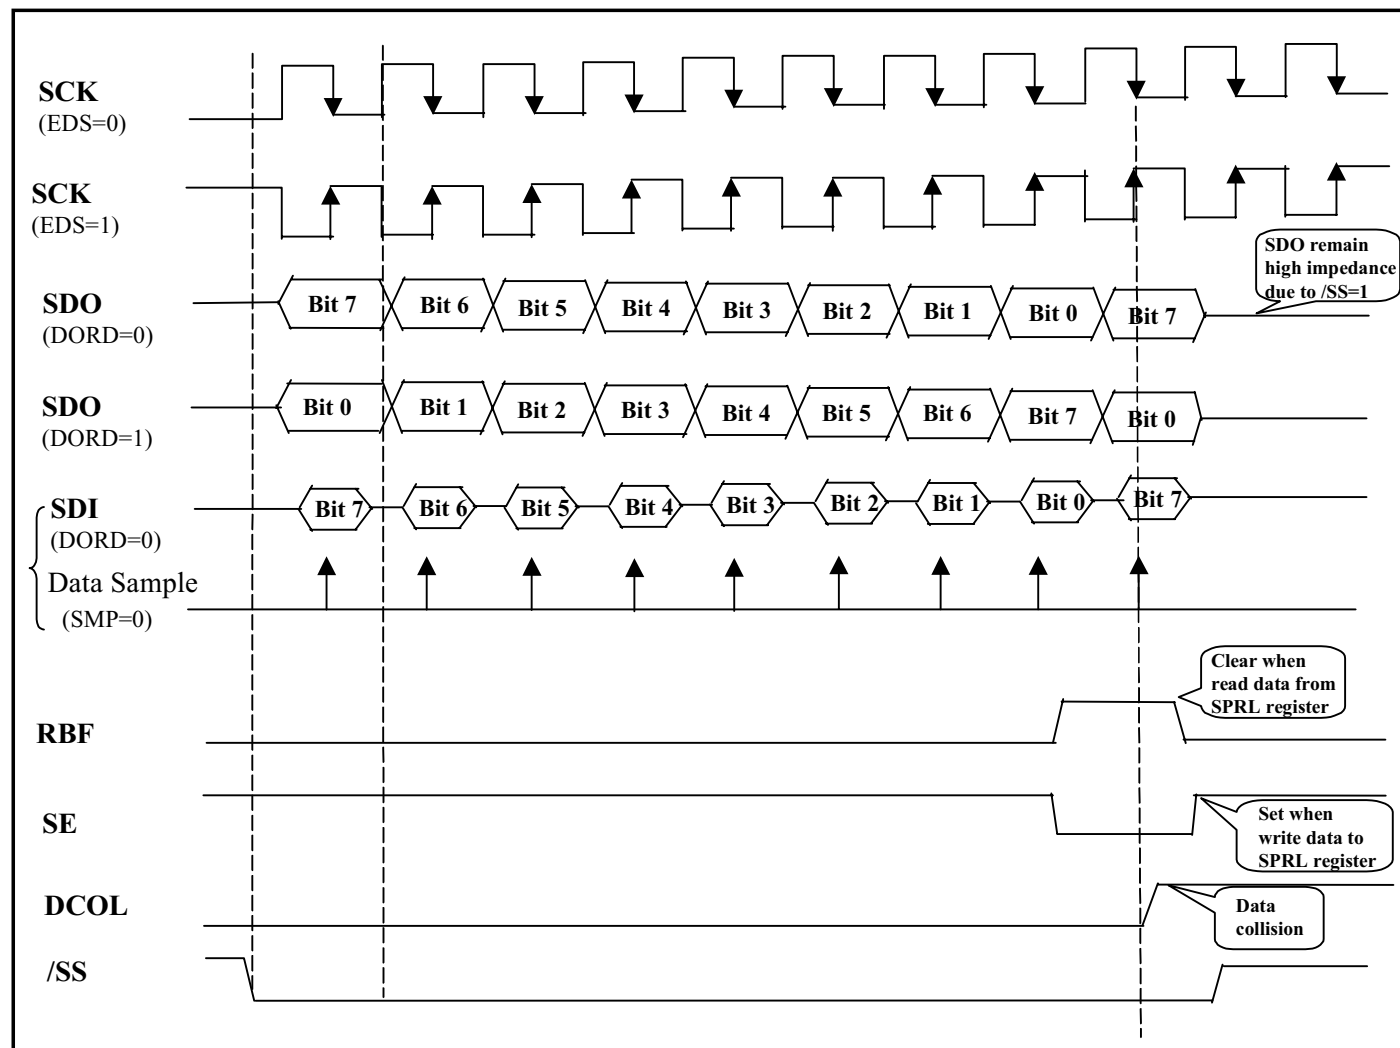 SCK
(EDS=0)
SCK
(EDS=1)
SDO remain
high impedance
due to /SS=1
SDO
(DORD=0)
Bit 7 Bit 6 Bit 5 Bit 4 Bit 3 Bit 2 Bit 1 Bit 0 Bit 7
SDO
(DORD=1)
Bit 0 Bit 1 Bit 2 Bit 3 Bit 4 Bit 5 Bit 6 Bit 7 Bit 0
SDI
(DORD=0)
Bit 7 Bit 6 Bit 5 Bit 4 Bit 3 Bit 2 Bit 1 Bit 0 Bit 7
Data Sample
(SMP=0)
Clear when
read data from
SPRL register
RBF
SE
Set when
write data to
SPRL register
DCOL
Data
collision
/SS